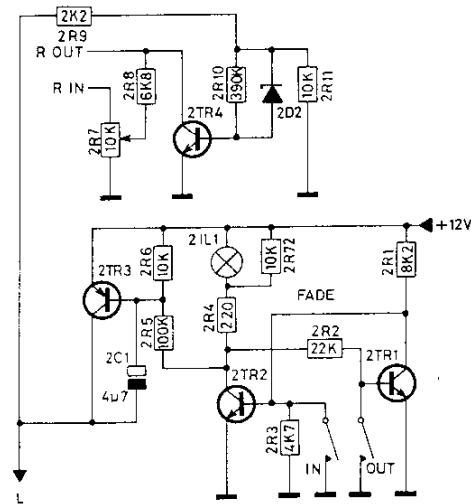 2K2
2R9
R OUT
R IN
2R8
6K8
2R10
390K
2D2
10K
2R11
2R7
10K
2TR4
+12V
2IL1
2R6
10K
10K
2R72
2R1
8K2
2TR3
FADE
2R4
220
2R5
100K
2R2
22K
2TR1
2C1
4µ7
2TR2
2R3
4K7
IN
OUT
L